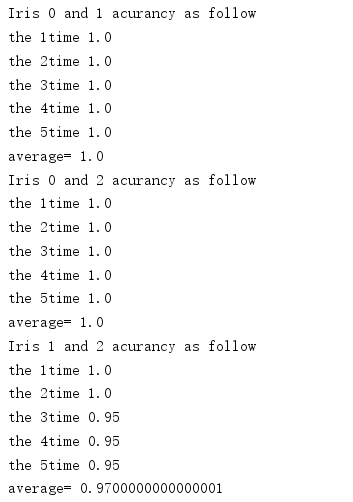 Iris 0 and 1 acurancy as follow
the 1time 1.0
the 2time 1.0
the 3time 1.0
the 4time 1.0
the 5time 1.0
average= 1.0
Iris 0 and 2 acurancy as follow
the 1time 1.0
the 2time 1.0
the 3time 1.0
the 4time 1.0
the 5time 1.0
average= 1.0
Iris 1 and 2 acurancy as follow
the 1time 1.0
the 2time 1.0
the 3time 0.95
the 4time 0.95
the 5time 0.95
average= 0.9700000000000001